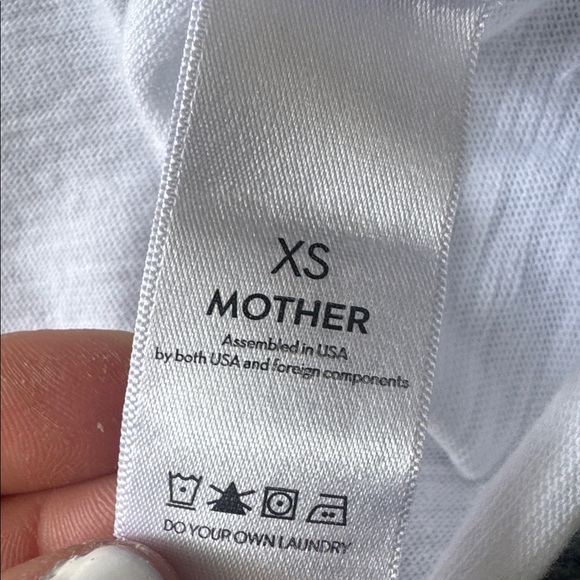 XS
MOTHER
Assembled in USA
by both USA and foreign components
DO YOUR OWN LAUNDRY